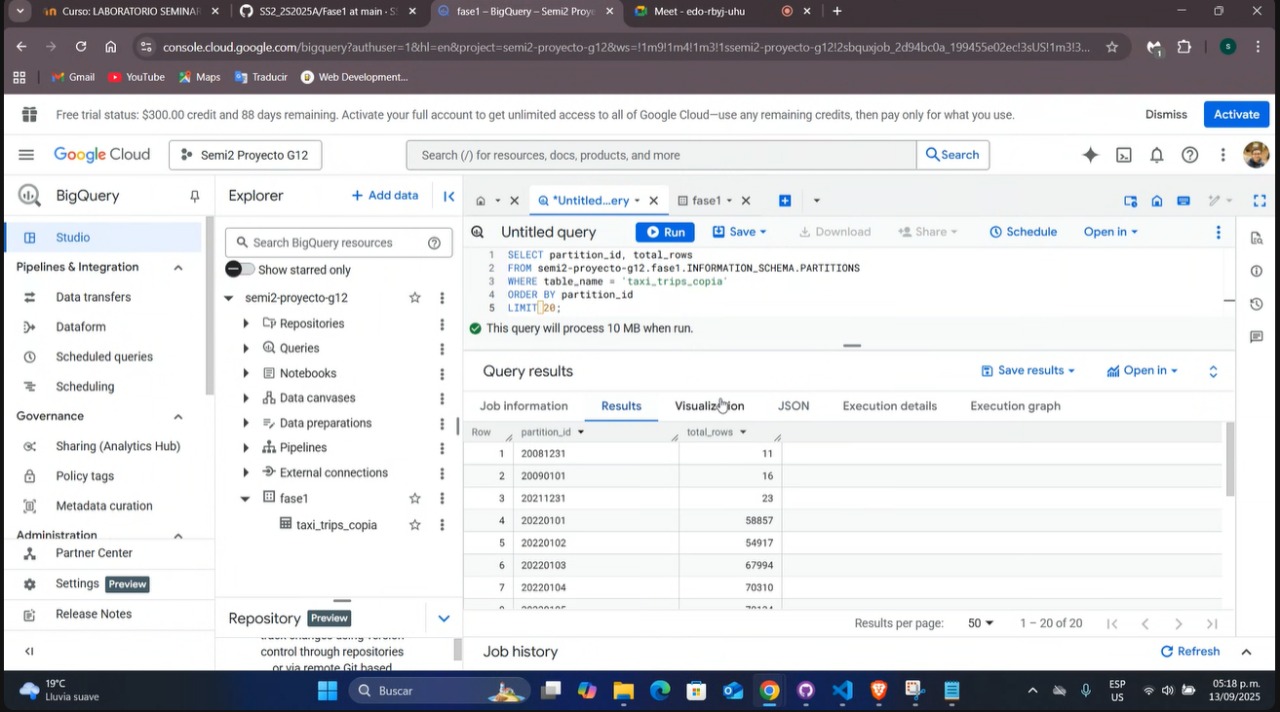 Curso: LABORATORIO SEMINAR
SS2_2S2025A/Fase1 at main · S
fase1 – BigQuery – Semi2 Proye
Meet - edo-rbyj-uhu
console.cloud.google.com/bigquery?authuser=1&hl=en&project=semi2-proyecto-g12&ws=!1m9!1m4!1m3!1ssemi2-proyecto-g12!2sbquxjob_2d94bc0a_199455e02ec!3sUS!1m3!3...
Gmail
YouTube
Maps
Traducir
Web Development...
Free trial status: $300.00 credit and 88 days remaining. Activate your full account to get unlimited access to all of Google Cloud—use any remaining credits, then pay only for what you use.
Dismiss
Activate
Google Cloud
Semi2 Proyecto G12
Search (/) for resources, docs, products, and more
Search
BigQuery
Studio
Pipelines & Integration
Data transfers
Dataform
Scheduled queries
Scheduling
Governance
Sharing (Analytics Hub)
Policy tags
Metadata curation
Administration
Partner Center
Settings Preview
Release Notes
Explorer
+ Add data
Search BigQuery resources
Show starred only
semi2-proyecto-g12
Repositories
Queries
Notebooks
Data canvases
Data preparations
Pipelines
External connections
fase1
taxi_trips_copia
Repository Preview
track changes using version
control through repositories
or via remote Git based
*Untitled...ery
fase1
Untitled query
Run
Save
Download
Share
Schedule
Open in
1 SELECT partition_id, total_rows
2 FROM semi2-proyecto-g12.fase1.INFORMATION_SCHEMA.PARTITIONS
3 WHERE table_name = 'taxi_trips_copia'
4 ORDER BY partition_id
5 LIMIT 20;
This query will process 10 MB when run.
Query results
Save results
Open in
Job information
Results
Visualization
JSON
Execution details
Execution graph
Row partition_id total_rows
1 20081231 11
2 20090101 16
3 20211231 23
4 20220101 58857
5 20220102 54917
6 20220103 67994
7 20220104 70310
Results per page: 50 1 – 20 of 20
Job history
Refresh
19°C
Lluvia suave
Buscar
ESP
US
05:18 p.m.
13/09/2025